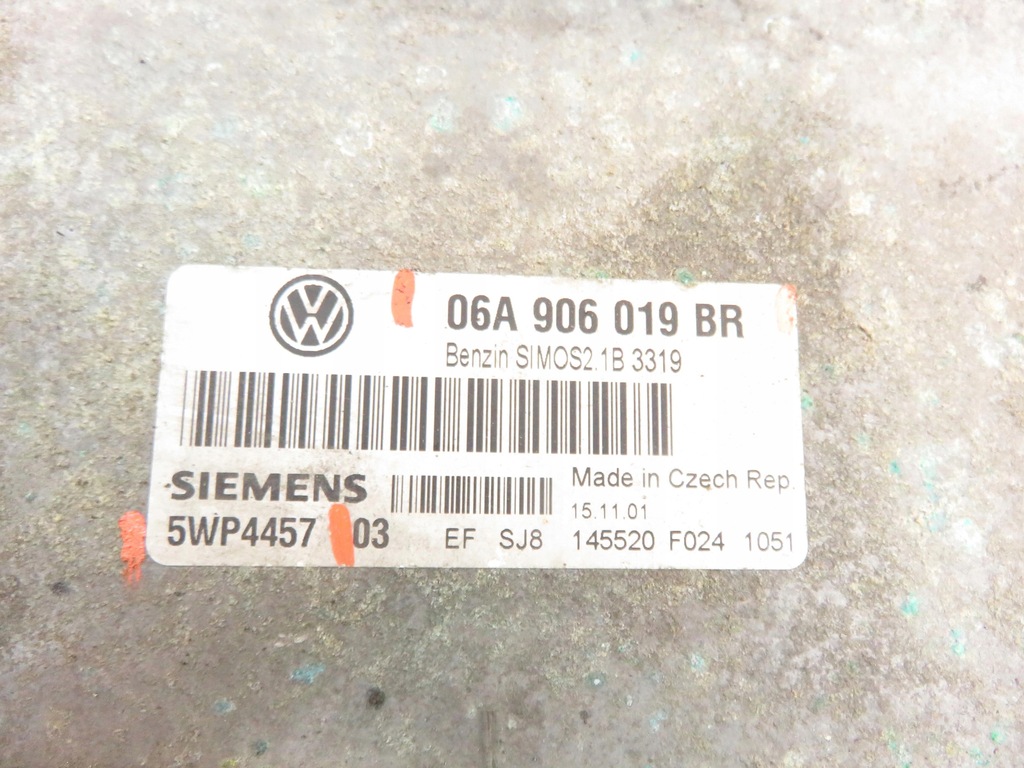 06A 906 019 BR
Benzin SIMOS2.1B 3319
SIEMENS
Made in Czech Rep.
15.11.01
5WP4457 03 EF SJ8 145520 F024 1051